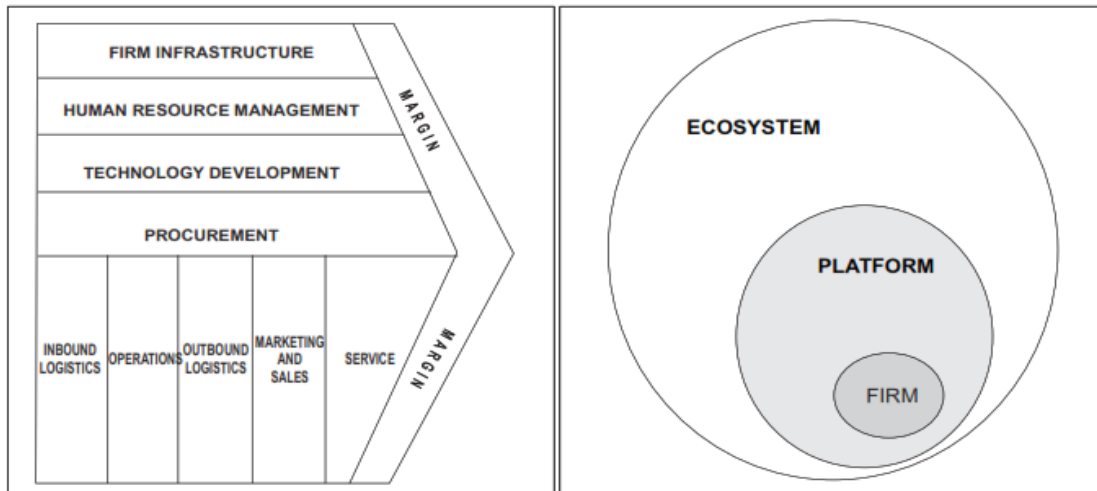 FIRM INFRASTRUCTURE
HUMAN RESOURCE MANAGEMENT
TECHNOLOGY DEVELOPMENT
PROCUREMENT
INBOUND
LOGISTICS
OPERATIONS
OUTBOUND
LOGISTICS
MARKETING
AND
SALES
SERVICE
MARGIN
MARGIN
ECOSYSTEM
PLATFORM
FIRM